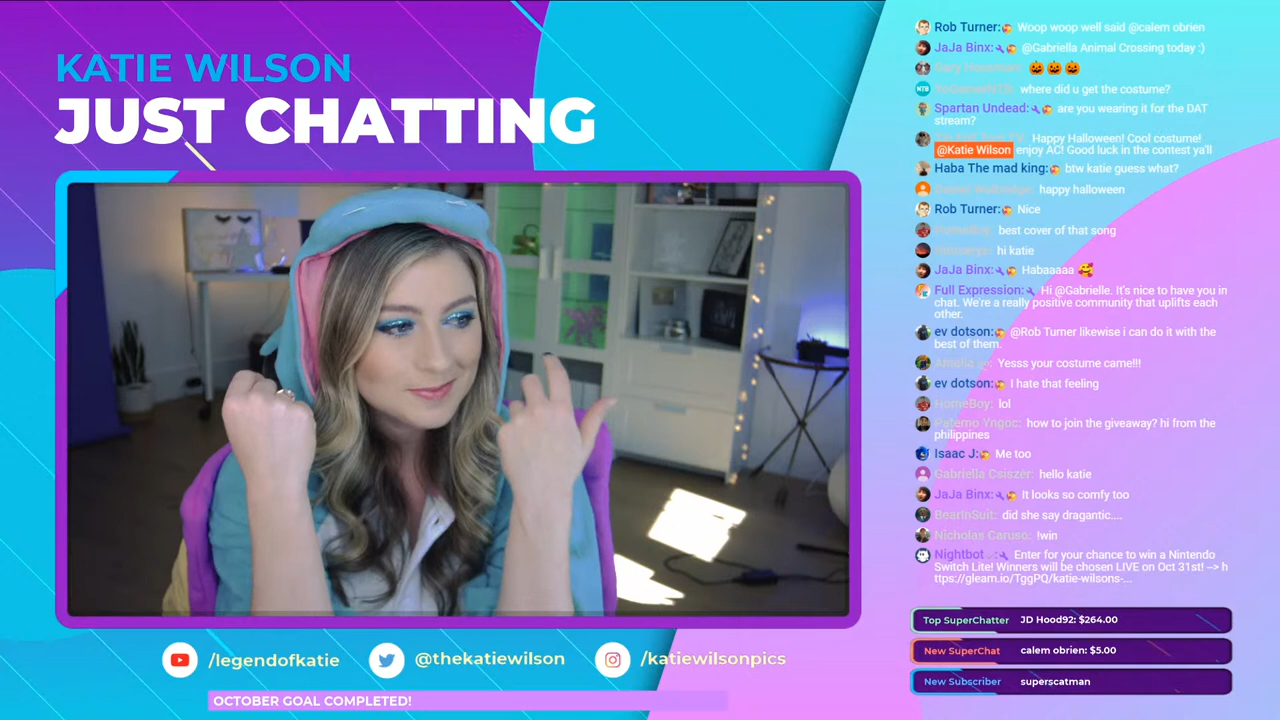 KATIE WILSON
JUST CHATTING
/legendofkatie
@thekatiewilson
/katiewilsonpics
OCTOBER GOAL COMPLETED!
Rob Turner: Woop woop well said @calem obrien
JaJa Binx: @Gabriella Animal Crossing today :)
NTB where did u get the costume?
Spartan Undead: are you wearing it for the DAT
stream?
Happy Halloween! Cool costume!
@Katie Wilson enjoy AC! Good luck in the contest ya'll
Haba The mad king: btw katie guess what?
happy halloween
Rob Turner: Nice
HomeBoy: best cover of that song
hi katie
JaJa Binx: Habaaaaa 🥰
Full Expression: Hi @Gabrielle. It's nice to have you in
chat. We're a really positive community that uplifts each
other.
ev dotson: @Rob Turner likewise i can do it with the
best of them.
Yesss your costume came!!!
ev dotson: I hate that feeling
HomeBoy: lol
Paterno Yngoc: how to join the giveaway? hi from the
philippines
Isaac J: Me too
Gabriella Csiszér: hello katie
JaJa Binx: It looks so comfy too
BearInSuit: did she say dragantic....
Nicholas Caruso: !win
Nightbot: Enter for your chance to win a Nintendo
Switch Lite! Winners will be chosen LIVE on Oct 31st! --> h
ttps://gleam.io/TggPQ/katie-wilsons-...
Top SuperChatter JD Hood92: $264.00
New SuperChat calem obrien: $5.00
New Subscriber superscatman